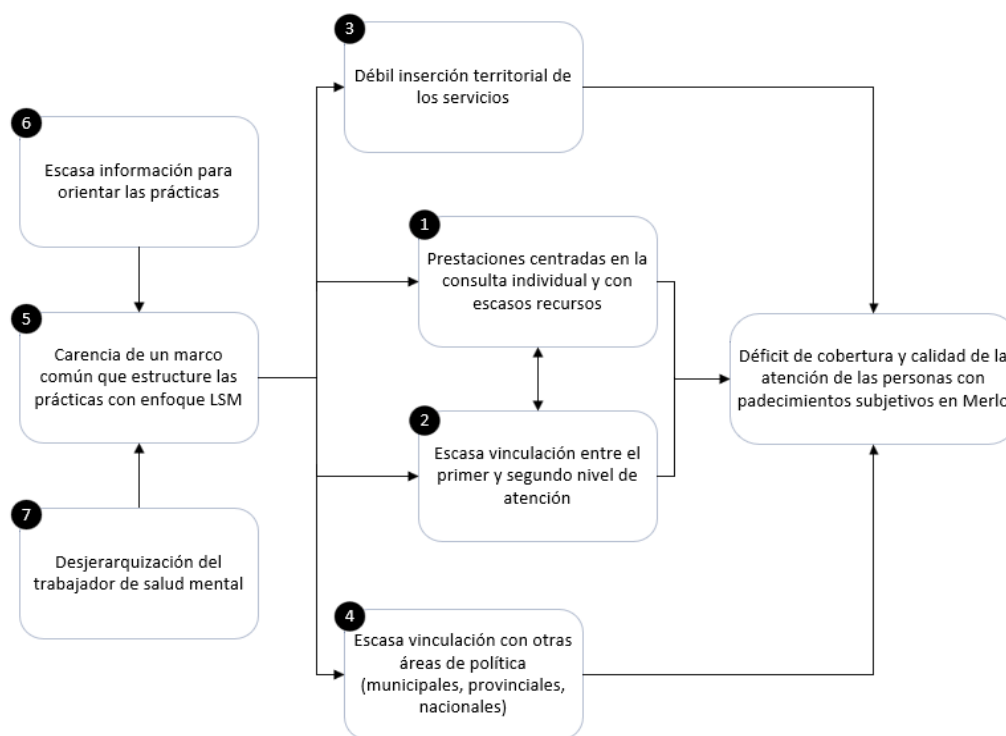 3
Débil inserción territorial de
los servicios
6
Escasa información para
orientar las prácticas
1
Prestaciones centradas en la
consulta individual y con
escasos recursos
5
Carencia de un marco
común que estructure las
prácticas con enfoque LSM
Déficit de cobertura y calidad de la
atención de las personas con
padecimientos subjetivos en Merlo
2
Escasa vinculación entre el
primer y segundo nivel de
atención
7
Desjerarquización del
trabajador de salud mental
4
Escasa vinculación con otras
áreas de política
(municipales, provinciales,
nacionales)